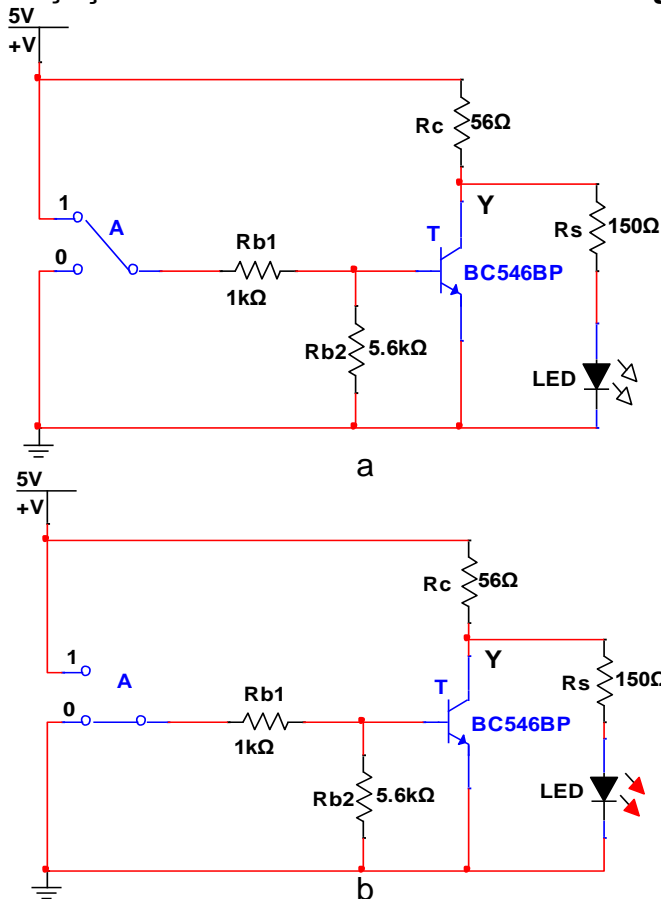 5V
+V
Rc 56Ω
1
A
Y
Rs 150Ω
0
Rb1
T
BC546BP
1kΩ
Rb2 5.6kΩ
LED
a
5V
+V
Rc 56Ω
1
A
Y
Rb1
T
Rs 150Ω
0
BC546BP
1kΩ
Rb2 5.6kΩ
LED
b